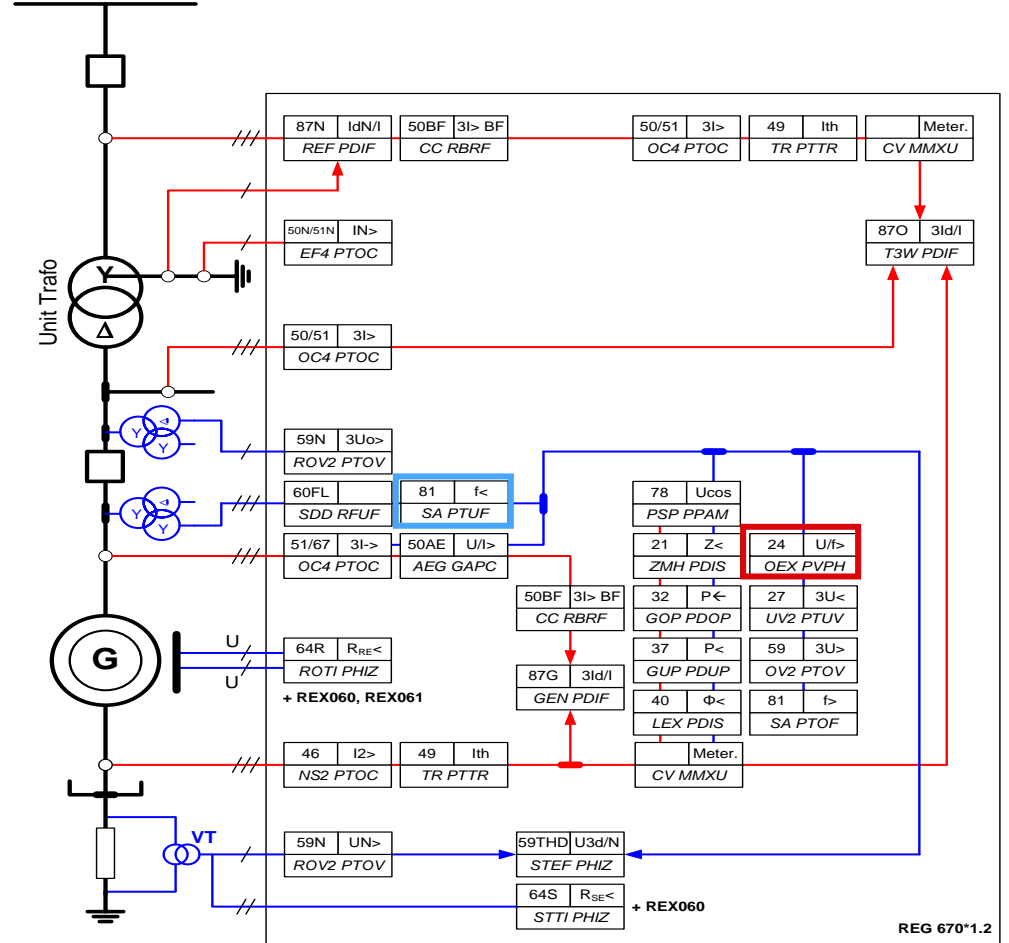 87N IdN/I
REF PDIF
50BF 3I> BF
CC RBRF
50/51 3I>
OC4 PTOC
49 Ith
TR PTTR
Meter.
CV MMXU
50N/51N IN>
EF4 PTOC
87O 3Id/I
T3W PDIF
Unit Trafo
Y
Δ
50/51 3I>
OC4 PTOC
Y
Y
59N 3Uo>
ROV2 PTOV
Y
Y
60FL
SDD RFUF
81 f<
SA PTUF
78 Ucos
PSP PPAM
51/67 3I->
OC4 PTOC
50AE U/I>
AEG GAPC
21 Z<
ZMH PDIS
24 U/f>
OEX PVPH
50BF 3I> BF
CC RBRF
32 P←
GOP PDOP
27 3U<
UV2 PTUV
G
U
U
64R RRE<
ROTI PHIZ
+ REX060, REX061
87G 3Id/I
GEN PDIF
37 P<
GUP PDUP
59 3U>
OV2 PTOV
40 Φ<
LEX PDIS
81 f>
SA PTOF
46 I2>
NS2 PTOC
49 Ith
TR PTTR
Meter.
CV MMXU
VT
59N UN>
ROV2 PTOV
59THD U3d/N
STEF PHIZ
64S RSE<
STTI PHIZ
+ REX060
REG 670*1.2